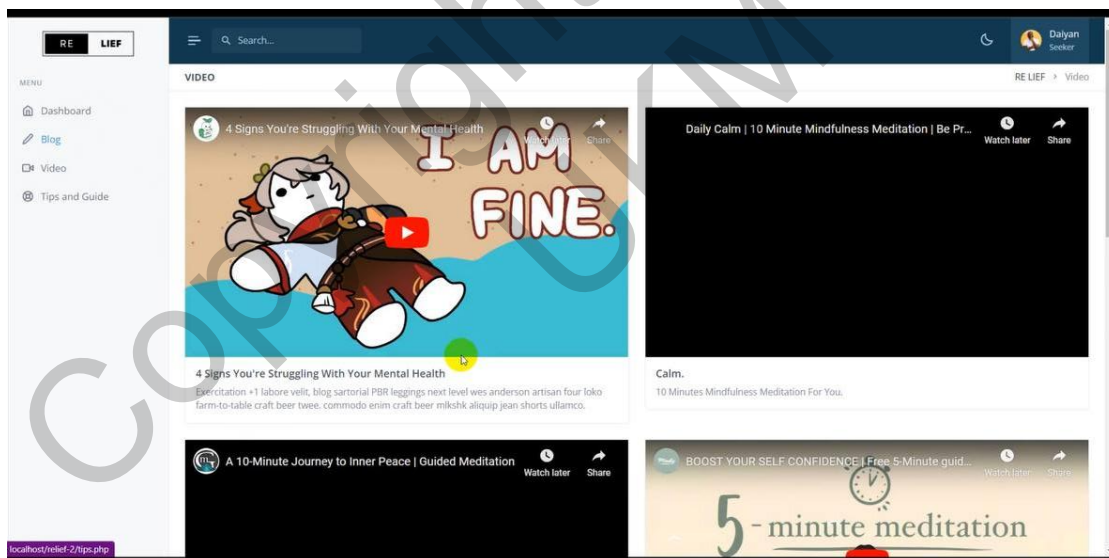 RE LIEF
Search...
Daiyan
Seeker
MENU
Dashboard
Blog
Video
Tips and Guide
VIDEO
RE LIEF > Video
4 Signs You're Struggling With Your Mental Health
Watch later
Share
I AM
FINE.
4 Signs You're Struggling With Your Mental Health
Exercitation +1 labore velit, blog sartorial PBR leggings next level wes anderson artisan four loko
farm-to-table craft beer twee. commodo enim craft beer mlkshk aliquip jean shorts ullamco.
Daily Calm | 10 Minute Mindfulness Meditation | Be Pr...
Watch later
Share
Calm.
10 Minutes Mindfulness Meditation For You.
A 10-Minute Journey to Inner Peace | Guided Meditation
Watch later
Share
BOOST YOUR SELF CONFIDENCE | Free 5-Minute guid...
Watch later
Share
5-minute meditation
localhost/relief-2/tips.php
Copyright
UKM